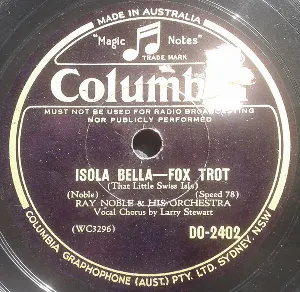 MADE IN AUSTRALIA
"Magic Notes"
TRADE MARK
Columbia
MUST NOT BE USED FOR RADIO BROADCASTING
NOR PUBLICLY PERFORMED
ISOLA BELLA—FOX TROT
(That Little Swiss Isle)
(Noble) (Speed 78)
RAY NOBLE & HIS ORCHESTRA
Vocal Chorus by Larry Stewart
(WC3296) DO-2402
COLUMBIA GRAPHOPHONE (AUST.) PTY. LTD. SYDNEY. N.S.W.